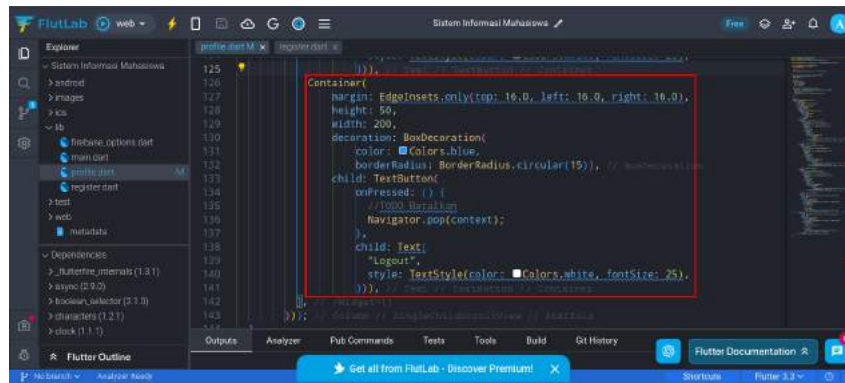 FlutLab web
Sistem Informasi Mahasiswa
Free
Explorer
profile.dart M x register.dart x
Sistem Informasi Mahasiswa
android
images
ios
lib
firebase_options.dart
main.dart
profile.dart M
register.dart
test
web
metadata
Dependencies
_flutterfire_internals (1.3.1)
async (2.9.0)
boolean_selector (2.1.0)
characters (1.2.1)
clock (1.1.1)
Flutter Outline
125 ))), // Text // TextButton // Container
126 Container(
127 margin: EdgeInsets.only(top: 16.0, left: 16.0, right: 16.0),
128 height: 50,
129 width: 200,
130 decoration: BoxDecoration(
131 color: Colors.blue,
132 borderRadius: BorderRadius.circular(15)), // BoxDecoration
133 child: TextButton(
134 onPressed: () {
135 //TODO Batalkan
136 Navigator.pop(context);
137 },
138 child: Text(
139 "Logout",
140 style: TextStyle(color: Colors.white, fontSize: 25),
141 ))), // Text // TextButton // Container
142 ], // <Widget>[]
143 ))); // Column // SingleChildScrollView // Scaffold
Outputs Analyzer Pub Commands Tests Tools Build Git History
Flutter Documentation
Get all from FlutLab - Discover Premium! X
No branch Analyzer Ready
Shortcuts Flutter 3.3